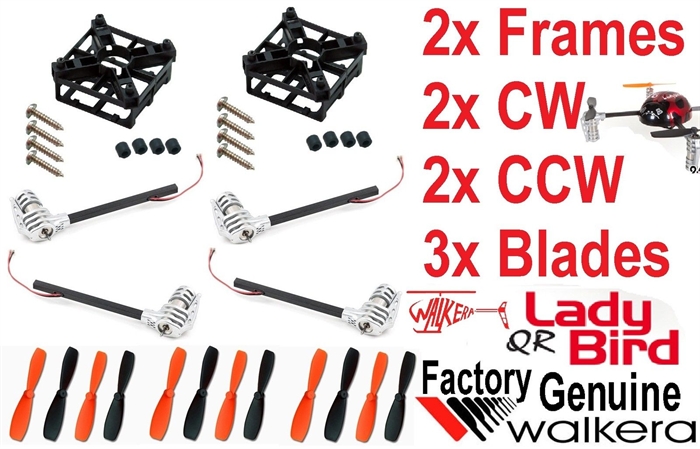 2x Frames
2x CW
2x CCW
3x Blades
WALKERA
QR Lady Bird
Factory Genuine
walkera